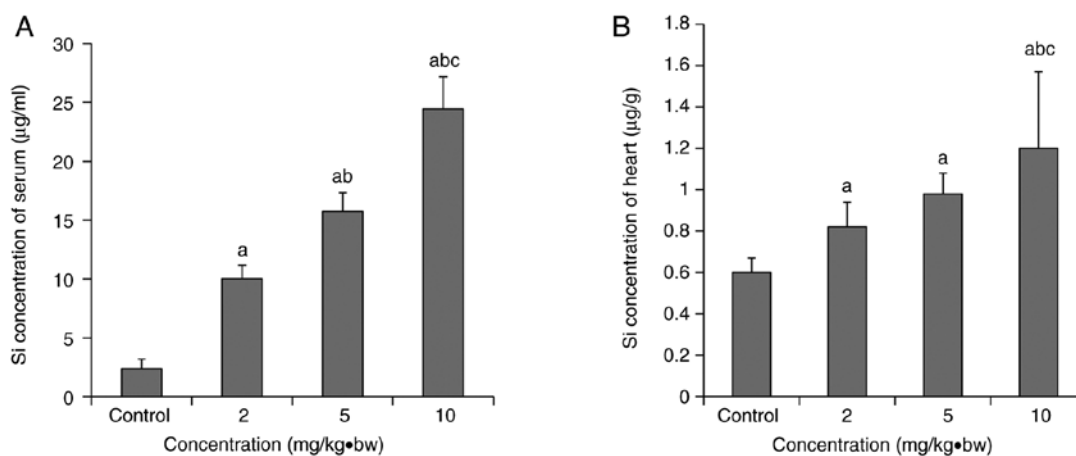 A
Si concentration of serum (µg/ml)
30
25
20
15
10
5
0
a
ab
abc
Control 2 5 10
Concentration (mg/kg•bw)
B
Si concentration of heart (µg/g)
1.8
1.6
1.4
1.2
1
0.8
0.6
0.4
0.2
0
a
a
abc
Control 2 5 10
Concentration (mg/kg•bw)